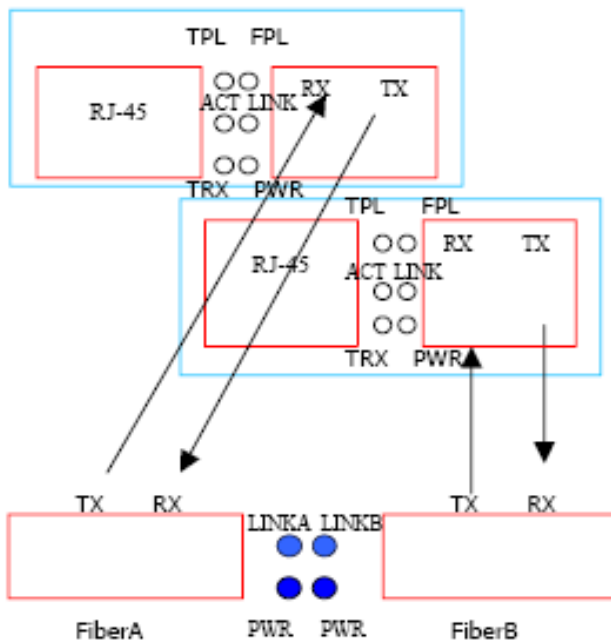 TPL FPL
RJ-45
RX TX
ACT LINK
TRX PWR
TPL FPL
RJ-45
RX TX
ACT LINK
TRX PWR
TX RX
TX RX
LINKA LINKB
FiberA
PWR PWR
FiberB